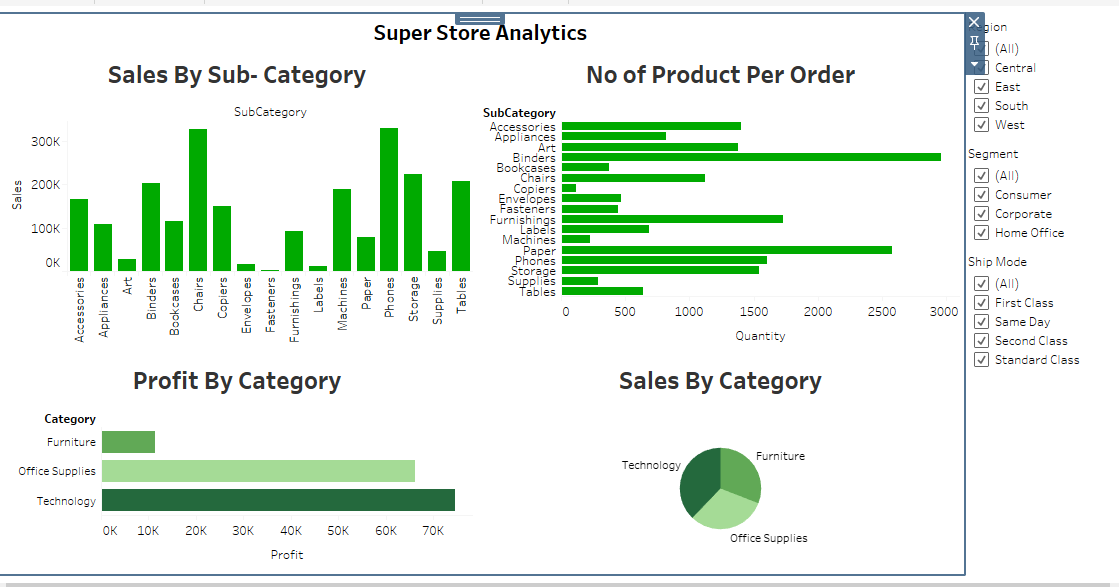 Super Store Analytics
Sales By Sub- Category
SubCategory
Sales
300K
200K
100K
0K
Accessories
Appliances
Art
Binders
Bookcases
Chairs
Copiers
Envelopes
Fasteners
Furnishings
Labels
Machines
Paper
Phones
Storage
Supplies
Tables
No of Product Per Order
SubCategory
Accessories
Appliances
Art
Binders
Bookcases
Chairs
Copiers
Envelopes
Fasteners
Furnishings
Labels
Machines
Paper
Phones
Storage
Supplies
Tables
0 500 1000 1500 2000 2500 3000
Quantity
Profit By Category
Category
Furniture
Office Supplies
Technology
0K 10K 20K 30K 40K 50K 60K 70K
Profit
Sales By Category
Technology
Furniture
Office Supplies
Region
(All)
Central
East
South
West
Segment
(All)
Consumer
Corporate
Home Office
Ship Mode
(All)
First Class
Same Day
Second Class
Standard Class